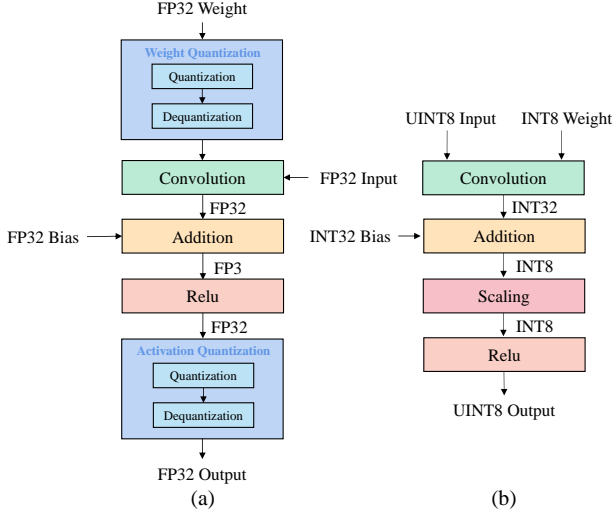 FP32 Weight
Weight Quantization
Quantization
Dequantization
Convolution
FP32 Input
FP32
FP32 Bias
Addition
FP3
Relu
FP32
Activation Quantization
Quantization
Dequantization
FP32 Output
(a)
UINT8 Input
INT8 Weight
Convolution
INT32
INT32 Bias
Addition
INT8
Scaling
INT8
Relu
UINT8 Output
(b)